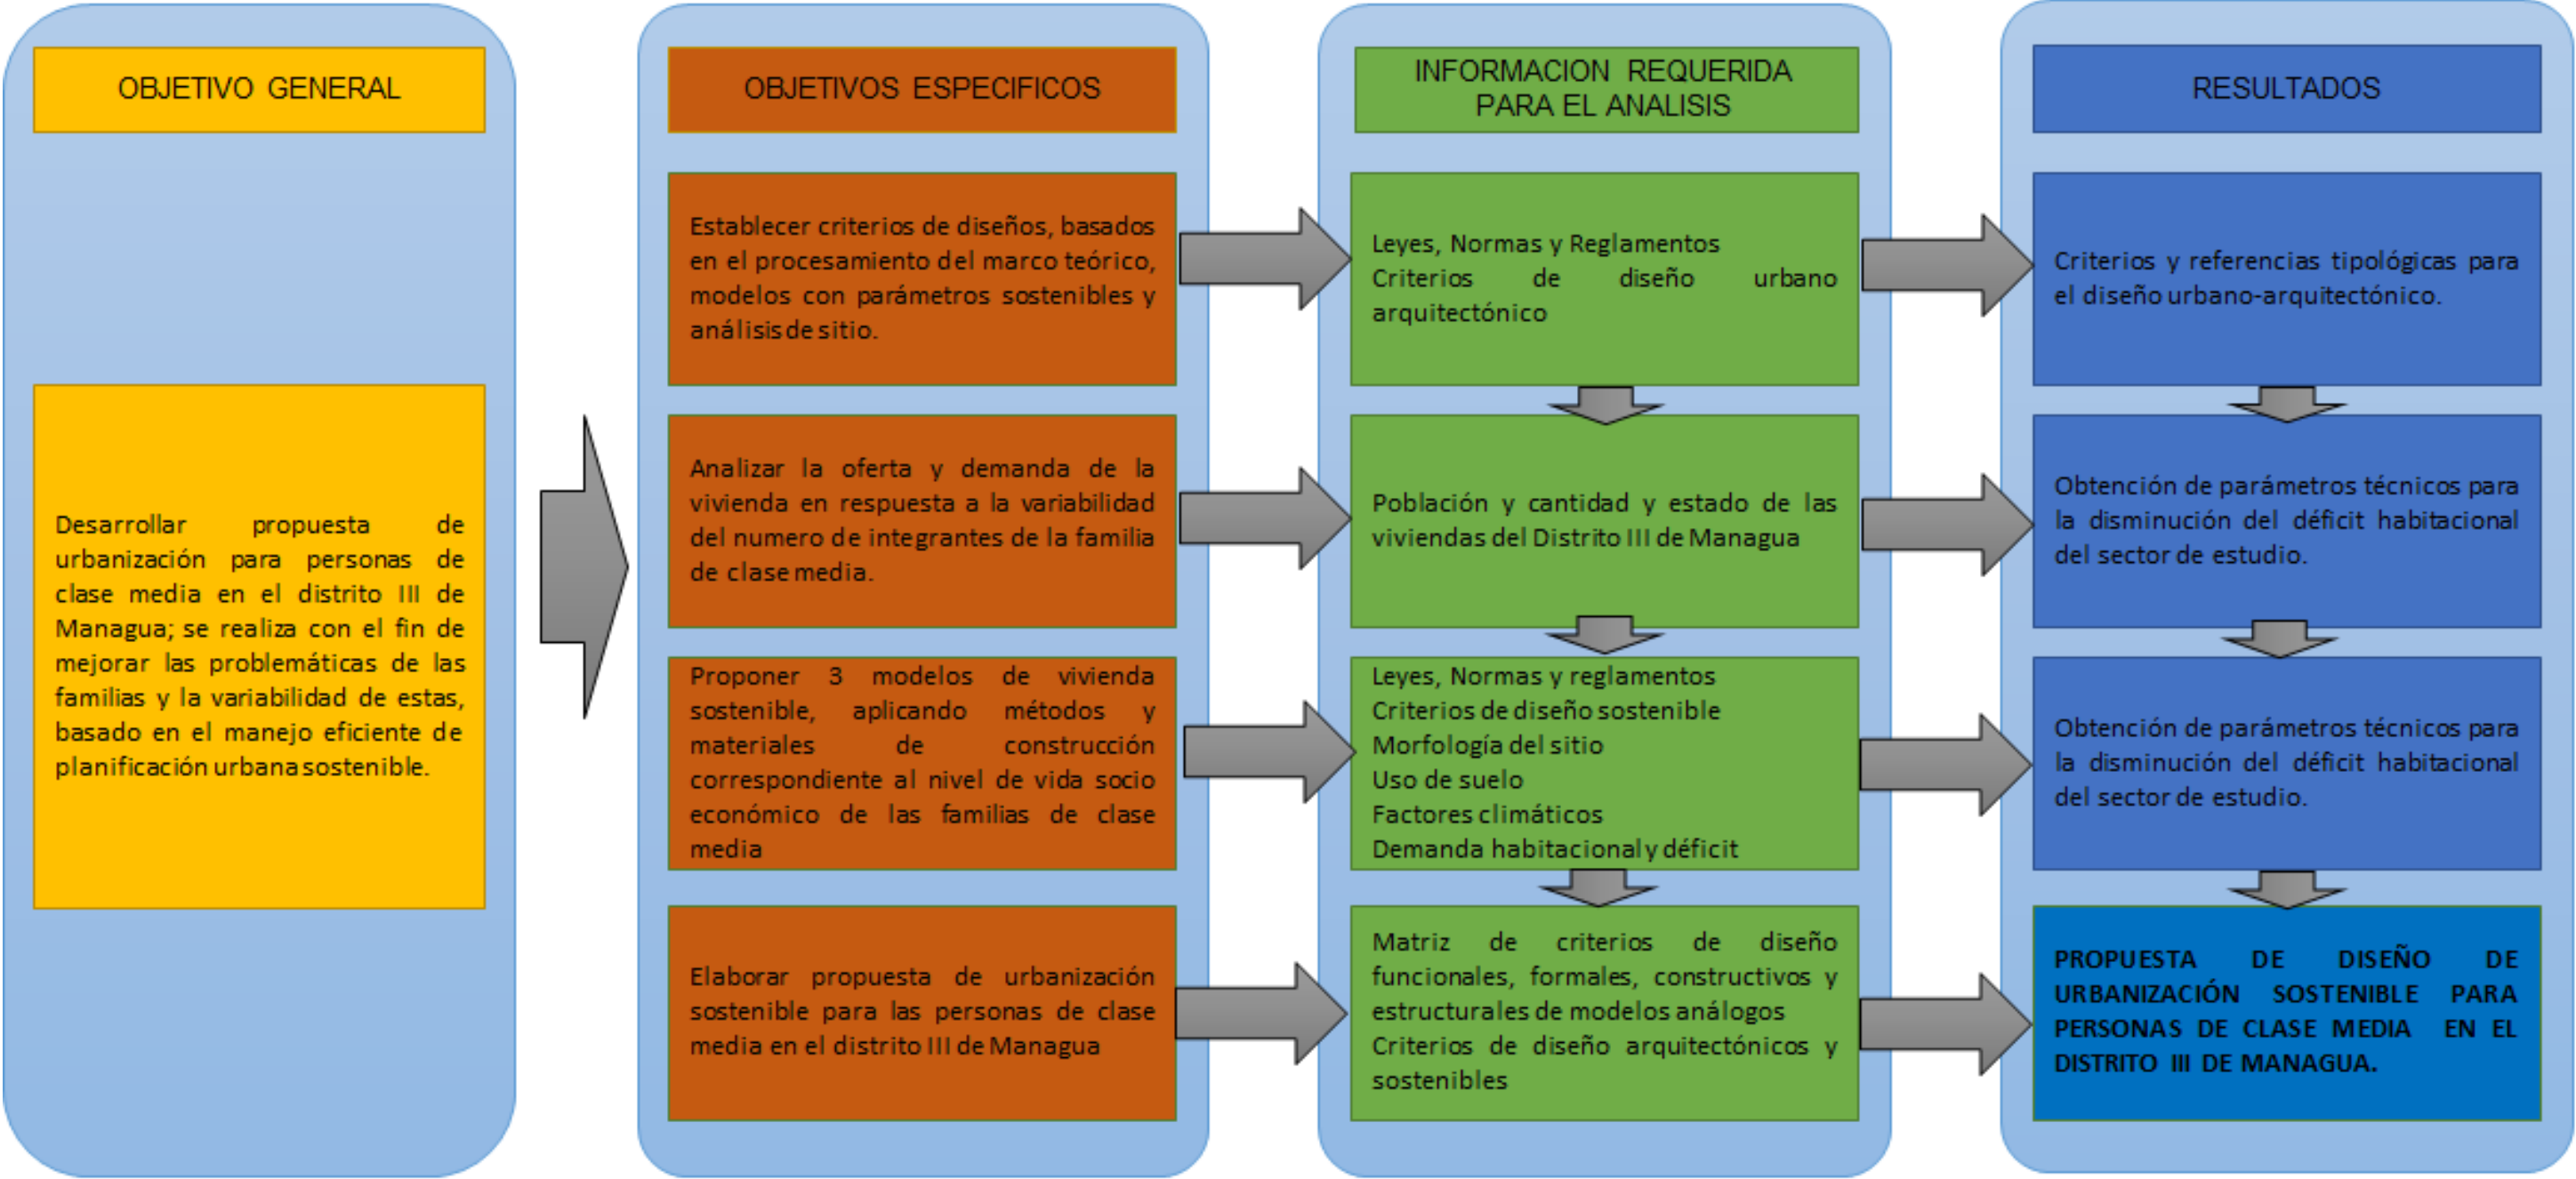 OBJETIVO GENERAL
Desarrollar propuesta de
urbanización para personas de
clase media en el distrito III de
Managua; se realiza con el fin de
mejorar las problemáticas de las
familias y la variabilidad de estas,
basado en el manejo eficiente de
planificación urbana sostenible.
OBJETIVOS ESPECIFICOS
Establecer criterios de diseños, basados
en el procesamiento del marco teórico,
modelos con parámetros sostenibles y
análisis de sitio.
Analizar la oferta y demanda de la
vivienda en respuesta a la variabilidad
del numero de integrantes de la familia
de clase media.
Proponer 3 modelos de vivienda
sostenible, aplicando métodos y
materiales de construcción
correspondiente al nivel de vida socio
económico de las familias de clase
media
Elaborar propuesta de urbanización
sostenible para las personas de clase
media en el distrito III de Managua
INFORMACION REQUERIDA
PARA EL ANALISIS
Leyes, Normas y Reglamentos
Criterios de diseño urbano
arquitectónico
Población y cantidad y estado de las
viviendas del Distrito III de Managua
Leyes, Normas y reglamentos
Criterios de diseño sostenible
Morfología del sitio
Uso de suelo
Factores climáticos
Demanda habitacional y déficit
Matriz de criterios de diseño
funcionales, formales, constructivos y
estructurales de modelos análogos
Criterios de diseño arquitectónicos y
sostenibles
RESULTADOS
Criterios y referencias tipológicas para
el diseño urbano-arquitectónico.
Obtención de parámetros técnicos para
la disminución del déficit habitacional
del sector de estudio.
Obtención de parámetros técnicos para
la disminución del déficit habitacional
del sector de estudio.
PROPUESTA DE DISEÑO DE
URBANIZACIÓN SOSTENIBLE PARA
PERSONAS DE CLASE MEDIA EN EL
DISTRITO III DE MANAGUA.